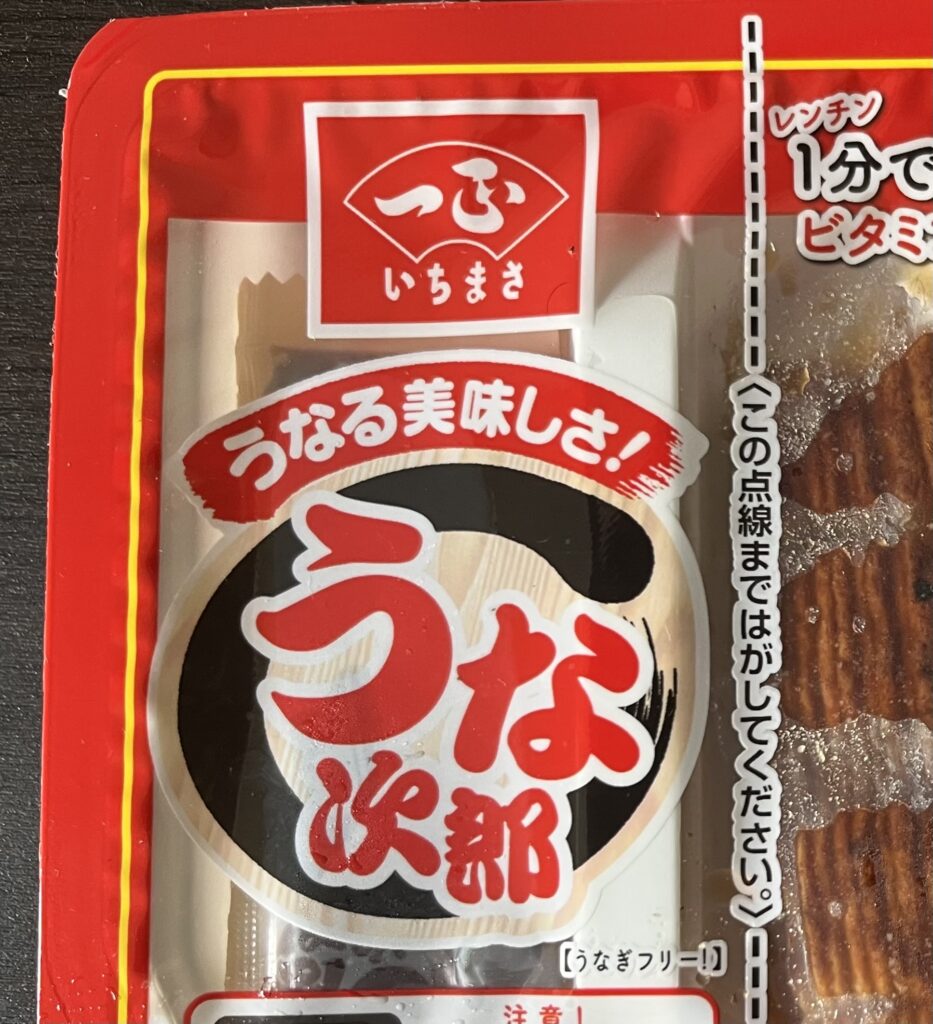 一正
いちまさ
うなる美味しさ!
うな
次郎
【うなぎフリー!】
注意!
〈この点線まではがしてください。〉
レンチン
1分で
ビタミ